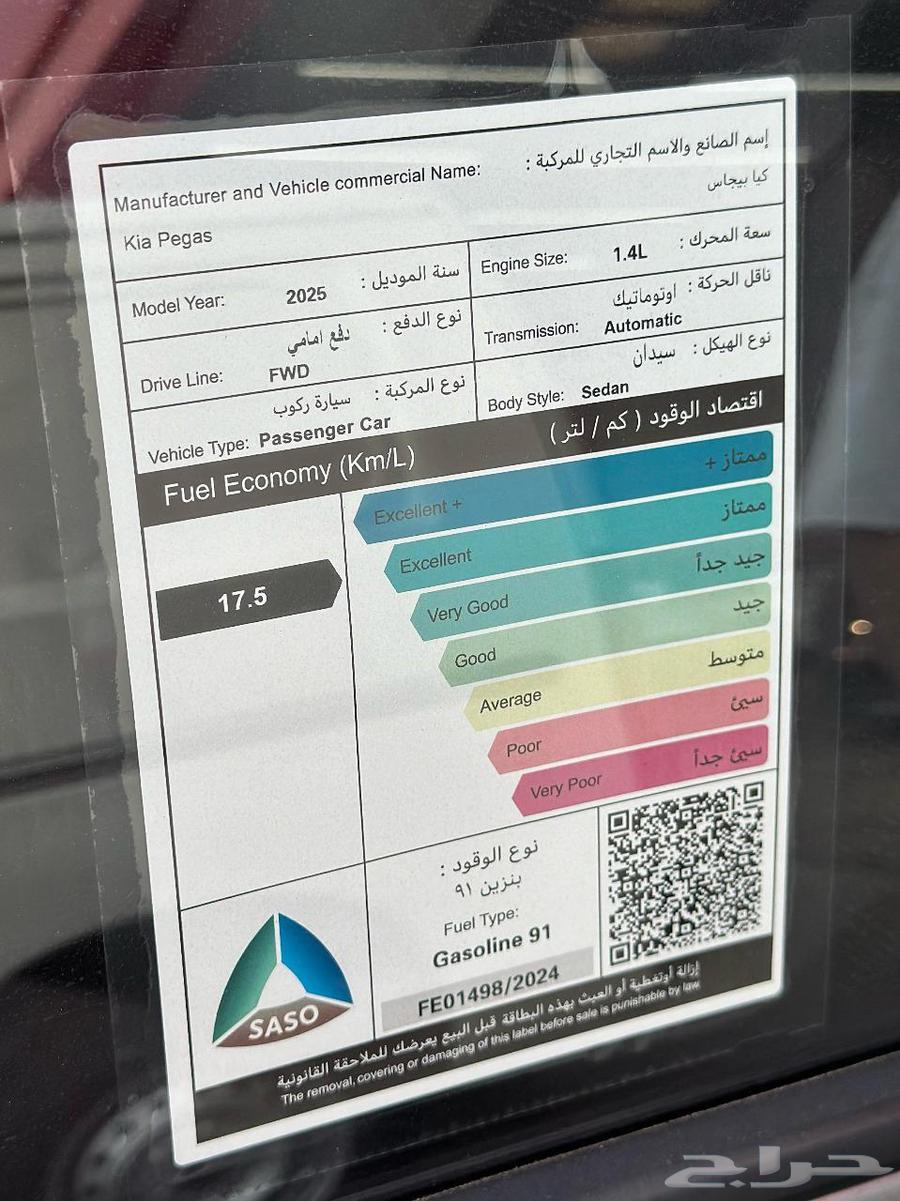 Manufacturer and Vehicle commercial Name: إسم الصانع والاسم التجاري للمركبة :
Kia Pegas كيا بيجاس
Model Year: 2025 سنة الموديل :
Engine Size: 1.4L سعة المحرك :
Drive Line: دفع امامي نوع الدفع :
FWD
Transmission: اوتوماتيك ناقل الحركة :
Automatic
Vehicle Type: سيارة ركوب نوع المركبة :
Passenger Car
Body Style: سيدان نوع الهيكل :
Sedan
Fuel Economy (Km/L) اقتصاد الوقود ( كم / لتر )
17.5
Excellent + ممتاز +
Excellent ممتاز
Very Good جيد جداً
Good جيد
Average متوسط
Poor سيئ
Very Poor سيئ جداً
نوع الوقود :
بنزين ٩١
Fuel Type:
Gasoline 91
FE01498/2024
SASO
إزالة أوتغطية أو العبث بهذه البطاقة قبل البيع يعرضك للملاحقة القانونية
The removal, covering or damaging of this label before sale is punishable by law
حراج